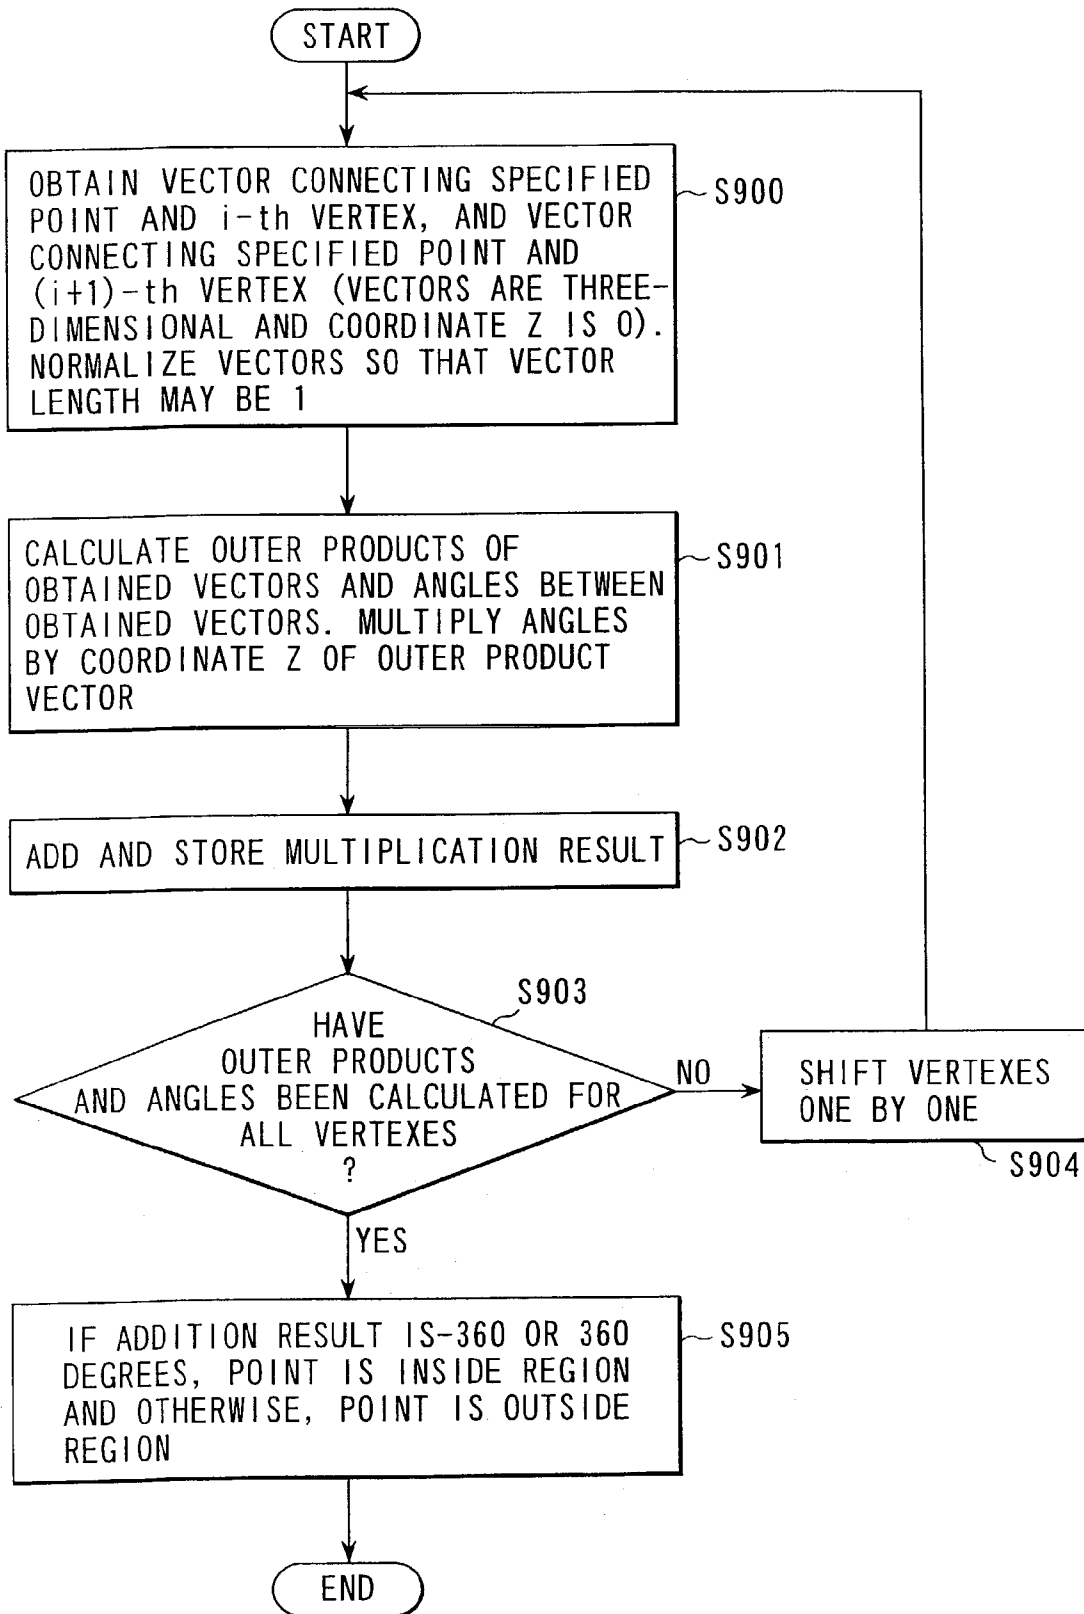 START
OBTAIN VECTOR CONNECTING SPECIFIED
POINT AND i-th VERTEX, AND VECTOR
CONNECTING SPECIFIED POINT AND
(i+1)-th VERTEX (VECTORS ARE THREE-
DIMENSIONAL AND COORDINATE Z IS 0).
NORMALIZE VECTORS SO THAT VECTOR
LENGTH MAY BE 1
S900
CALCULATE OUTER PRODUCTS OF
OBTAINED VECTORS AND ANGLES BETWEEN
OBTAINED VECTORS. MULTIPLY ANGLES
BY COORDINATE Z OF OUTER PRODUCT
VECTOR
S901
ADD AND STORE MULTIPLICATION RESULT
S902
HAVE
OUTER PRODUCTS
AND ANGLES BEEN CALCULATED FOR
ALL VERTEXES
?
S903
NO
SHIFT VERTEXES
ONE BY ONE
S904
YES
IF ADDITION RESULT IS-360 OR 360
DEGREES, POINT IS INSIDE REGION
AND OTHERWISE, POINT IS OUTSIDE
REGION
S905
END